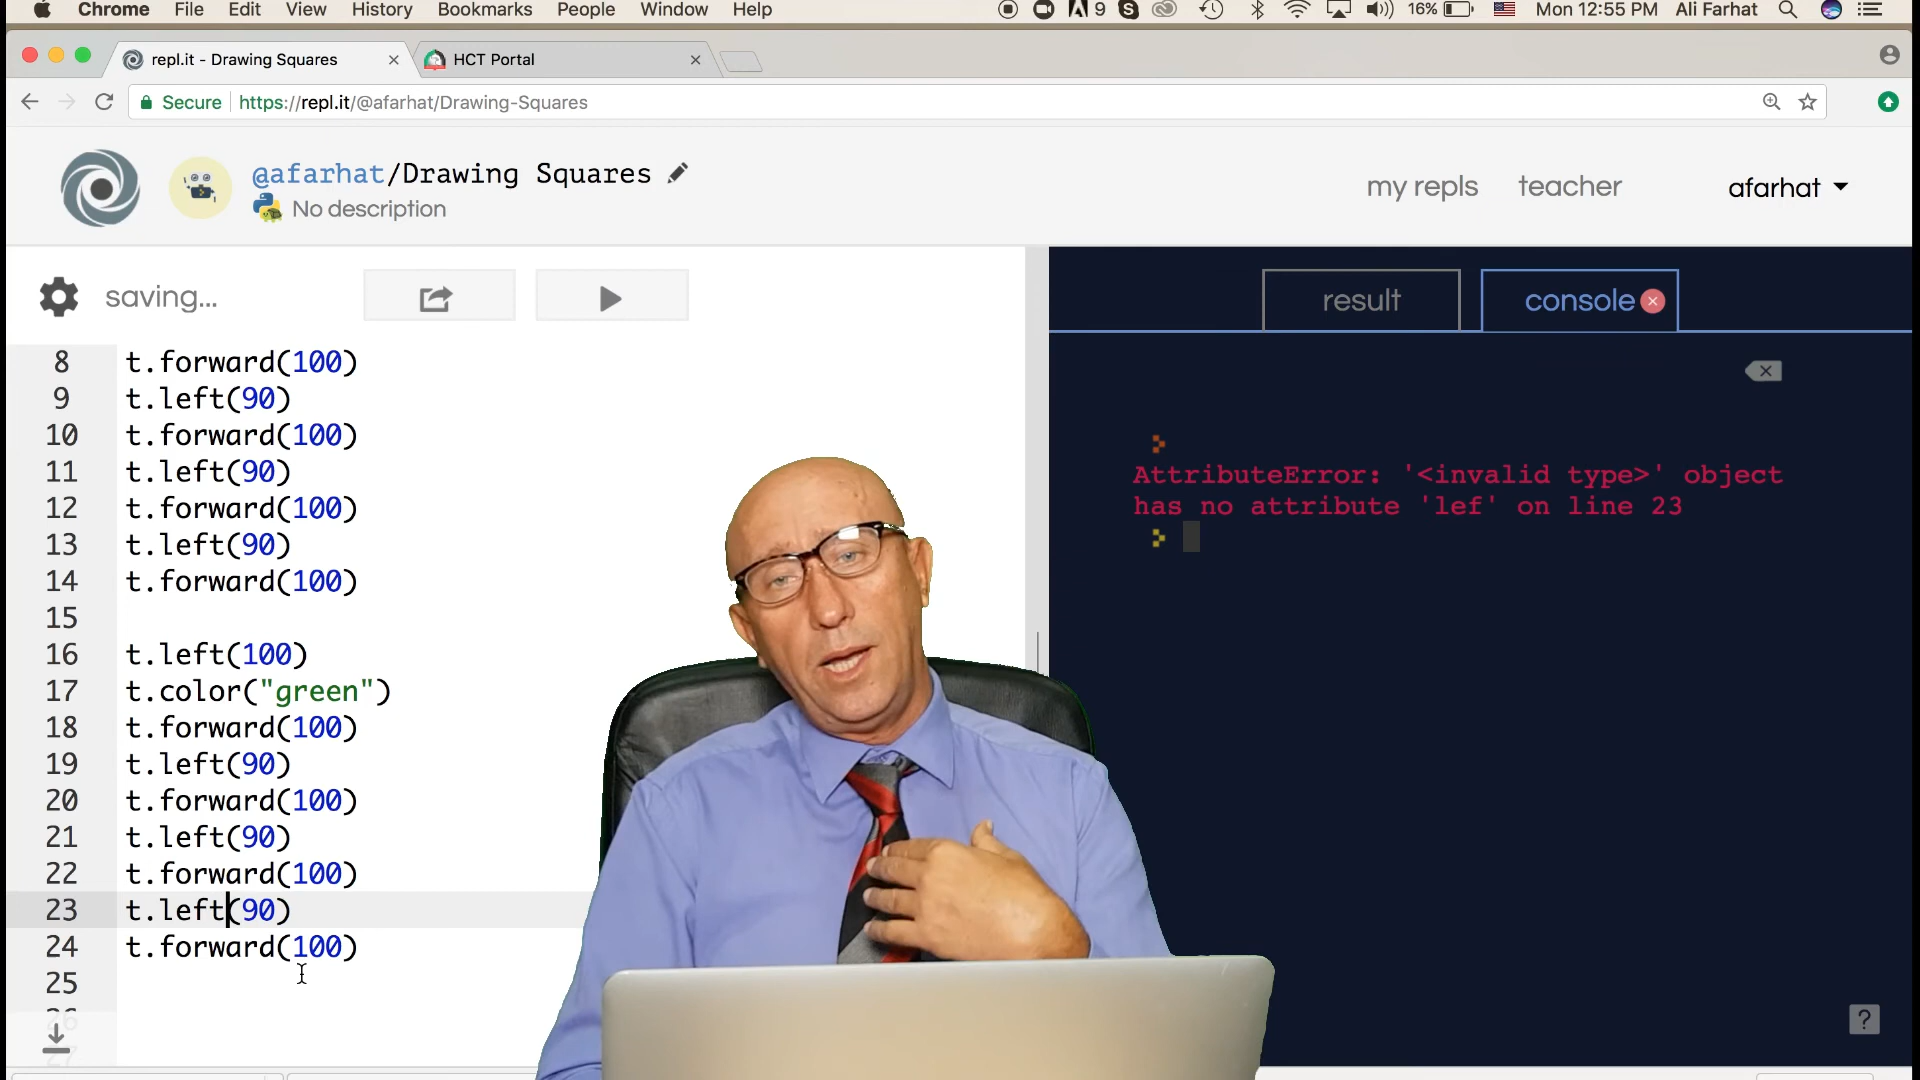 Chrome File Edit View History Bookmarks People Window Help 9 16% Mon 12:55 PM Ali Farhat
repl.it - Drawing Squares HCT Portal
Secure https://repl.it/@afarhat/Drawing-Squares
@afarhat/Drawing Squares
No description
my repls teacher afarhat
saving...
result console
8 t.forward(100)
9 t.left(90)
10 t.forward(100)
11 t.left(90)
12 t.forward(100)
13 t.left(90)
14 t.forward(100)
15
16 t.left(100)
17 t.color("green")
18 t.forward(100)
19 t.left(90)
20 t.forward(100)
21 t.left(90)
22 t.forward(100)
23 t.left(90)
24 t.forward(100)
25
26
27
AttributeError: '<invalid type>' object
has no attribute 'lef' on line 23
?